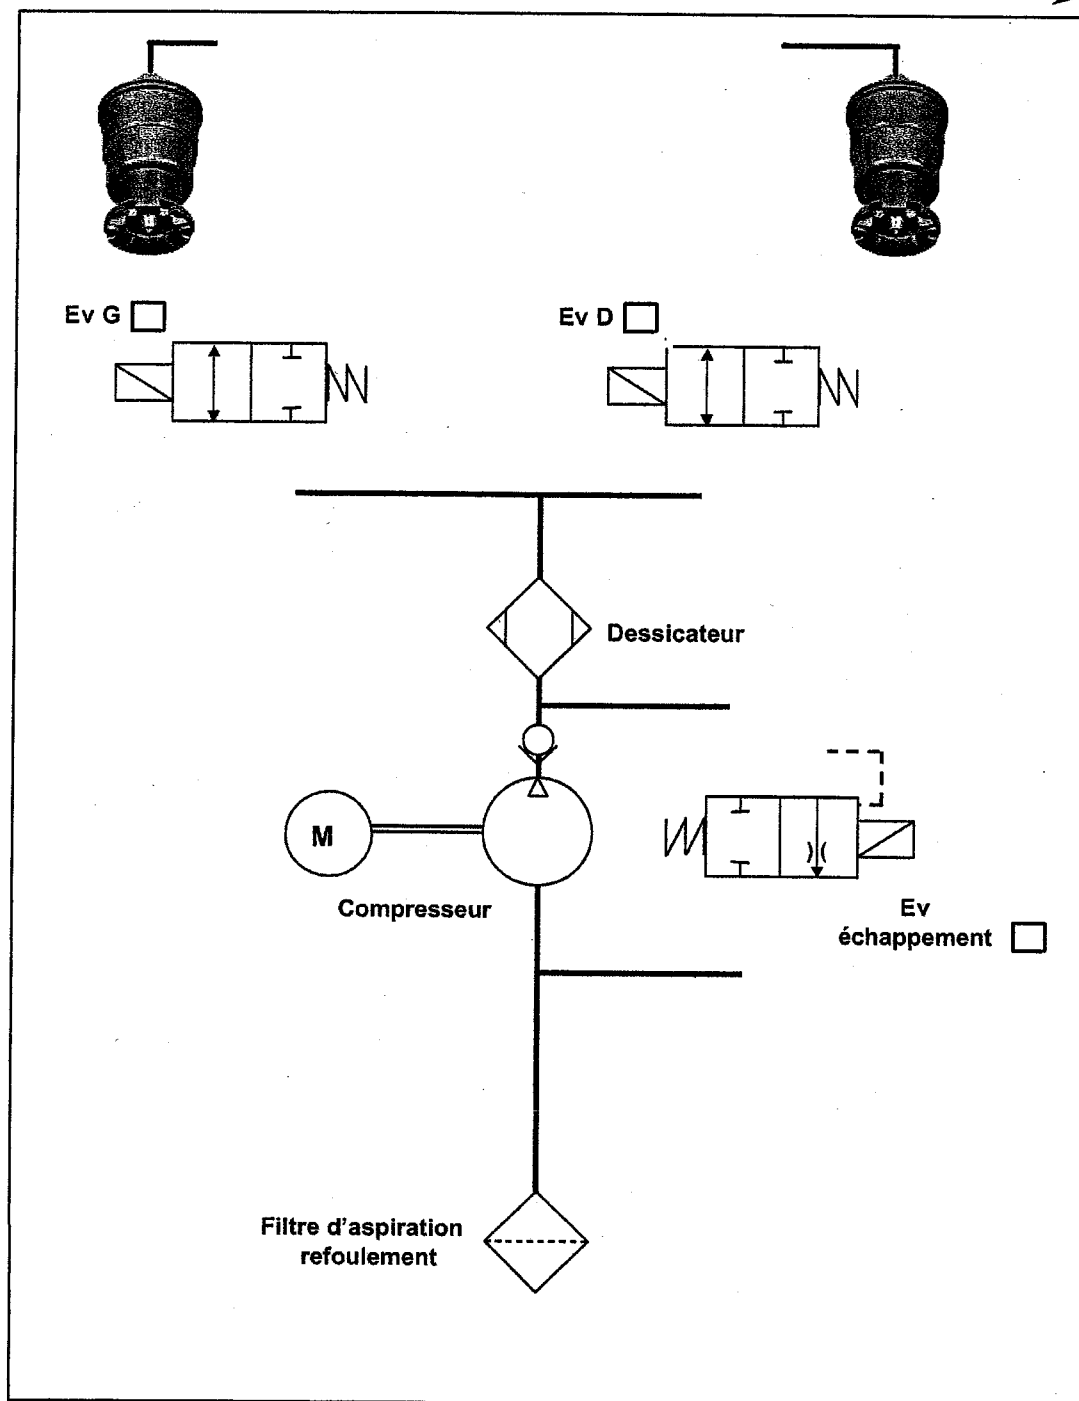 Ev G
Ev D
Dessicateur
M
Compresseur
Ev
échappement
Filtre d'aspiration
refoulement